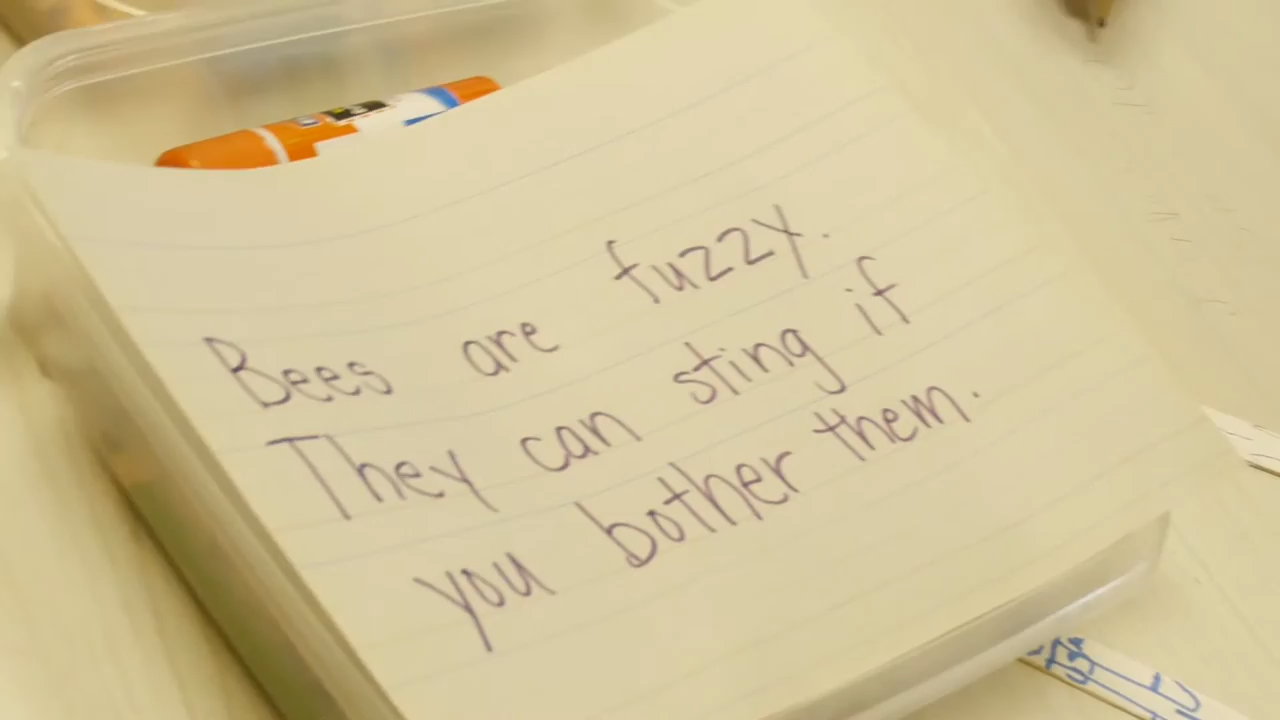 Bees are fuzzy.
They can sting if
you bother them.